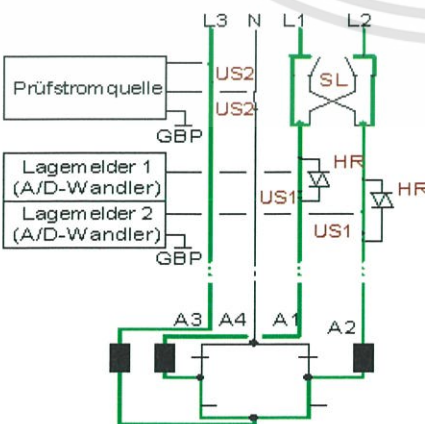 L3 N L1 L2
Prüfstromquelle
US2
US2
SL
GBP
Lagemelder 1
(A/D-Wandler)
HR
US1
Lagemelder 2
(A/D-Wandler)
HR
US1
GBP
A3 A4 A1 A2